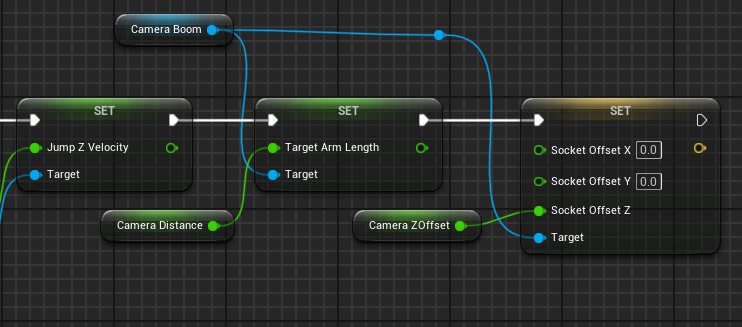 Camera Boom
SET
Jump Z Velocity
Target
SET
Target Arm Length
Target
SET
Socket Offset X 0.0
Socket Offset Y 0.0
Socket Offset Z
Target
Camera Distance
Camera ZOffset